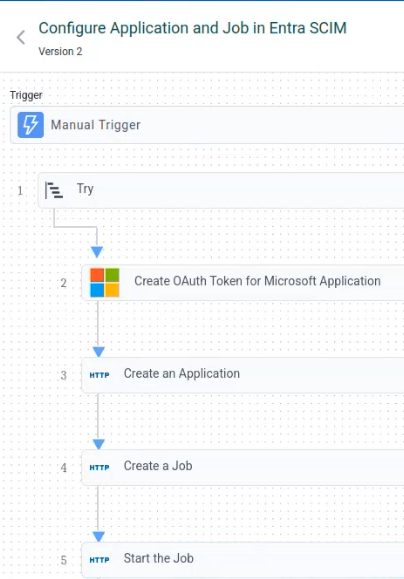 Configure Application and Job in Entra SCIM
Version 2
Trigger
Manual Trigger
1 Try
2 Create OAuth Token for Microsoft Application
3 HTTP Create an Application
4 HTTP Create a Job
5 HTTP Start the Job